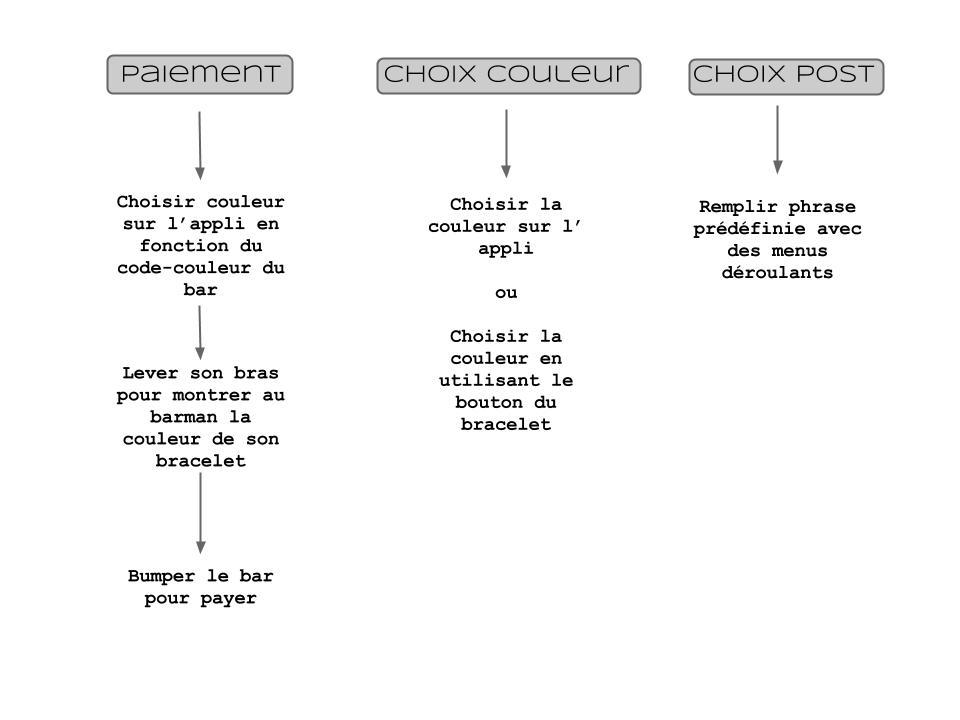 Paiement
Choisir couleur
sur l’appli en
fonction du
code-couleur du
bar
Lever son bras
pour montrer au
barman la
couleur de son
bracelet
Bumper le bar
pour payer
CHOIX COULEUR
Choisir la
couleur sur l’
appli
ou
Choisir la
couleur en
utilisant le
bouton du
bracelet
CHOIX POST
Remplir phrase
prédéfinie avec
des menus
déroulants